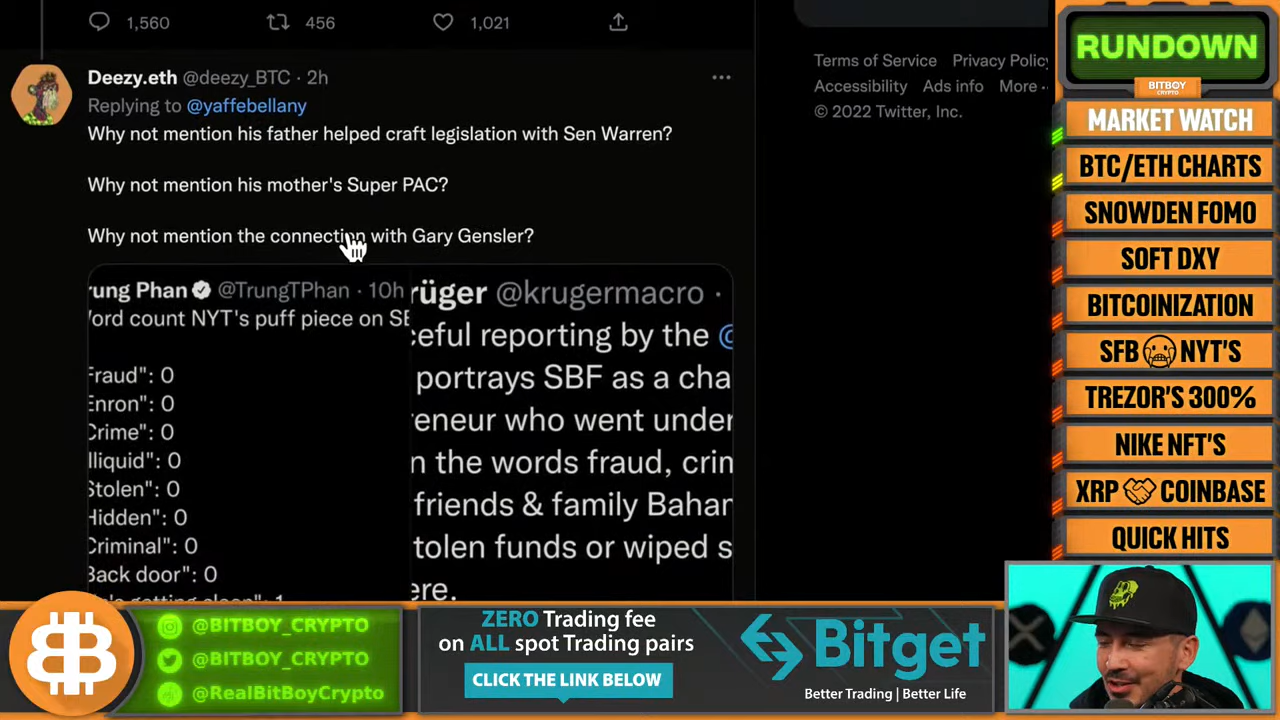 1,560 456 1,021
Deezy.eth @deezy_BTC · 2h
Replying to @yaffebellany
Why not mention his father helped craft legislation with Sen Warren?
Why not mention his mother's Super PAC?
Why not mention the connection with Gary Gensler?
rung Phan @TrungTPhan · 10h
Word count NYT's puff piece on SB
Fraud": 0
Enron": 0
Crime": 0
lliquid": 0
Stolen": 0
Hidden": 0
Criminal": 0
Back door": 0
rüger @krugermacro ·
ceful reporting by the @
portrays SBF as a cha
eneur who went under
n the words fraud, crim
friends & family Baham
tolen funds or wiped s
ere.
Terms of Service Privacy Policy
Accessibility Ads info More ··
© 2022 Twitter, Inc.
RUNDOWN
BITBOY
CRYPTO
MARKET WATCH
BTC/ETH CHARTS
SNOWDEN FOMO
SOFT DXY
BITCOINIZATION
SFB 🥶 NYT'S
TREZOR'S 300%
NIKE NFT'S
XRP 🤝 COINBASE
QUICK HITS
@BITBOY_CRYPTO
@BITBOY_CRYPTO
@RealBitBoyCrypto
ZERO Trading fee
on ALL spot Trading pairs
CLICK THE LINK BELOW
Bitget
Better Trading | Better Life